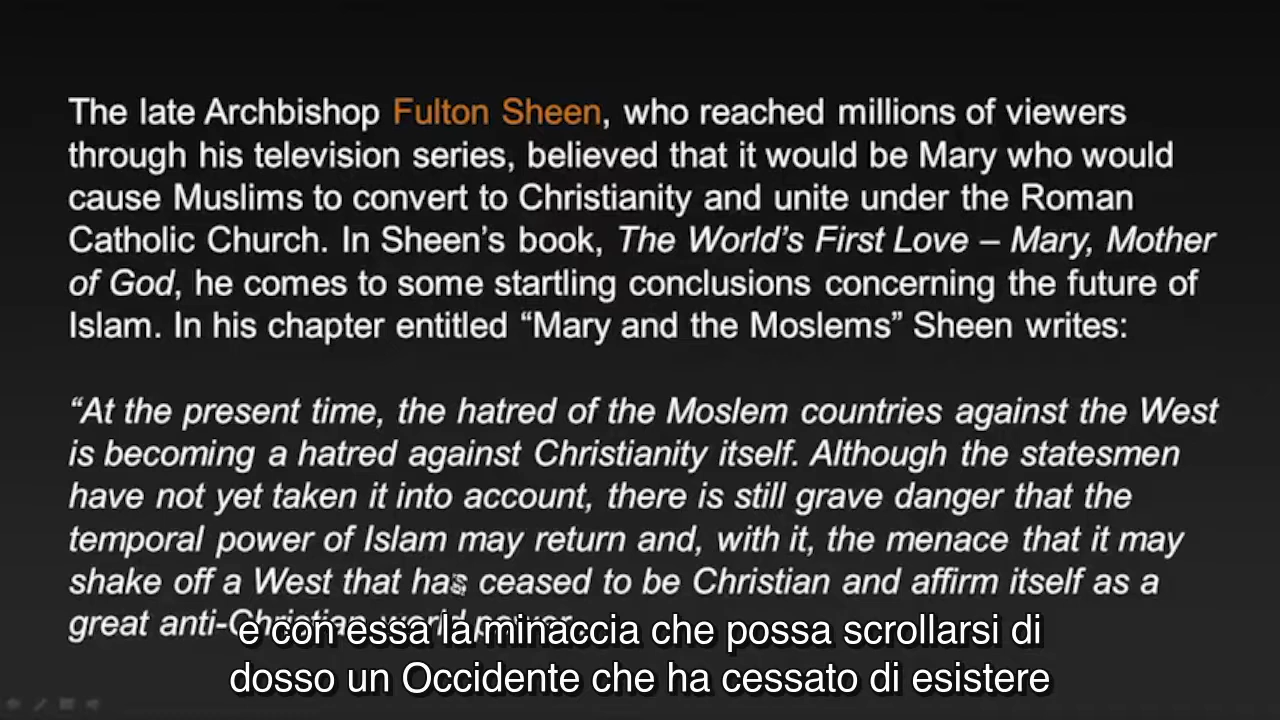 The late Archbishop Fulton Sheen, who reached millions of viewers
through his television series, believed that it would be Mary who would
cause Muslims to convert to Christianity and unite under the Roman
Catholic Church. In Sheen's book, The World's First Love – Mary, Mother
of God, he comes to some startling conclusions concerning the future of
Islam. In his chapter entitled “Mary and the Moslems” Sheen writes:
“At the present time, the hatred of the Moslem countries against the West
is becoming a hatred against Christianity itself. Although the statesmen
have not yet taken it into account, there is still grave danger that the
temporal power of Islam may return and, with it, the menace that it may
shake off a West that has ceased to be Christian and affirm itself as a
great anti-Christian world power
e con essa la minaccia che possa scrollarsi di
dosso un Occidente che ha cessato di esistere